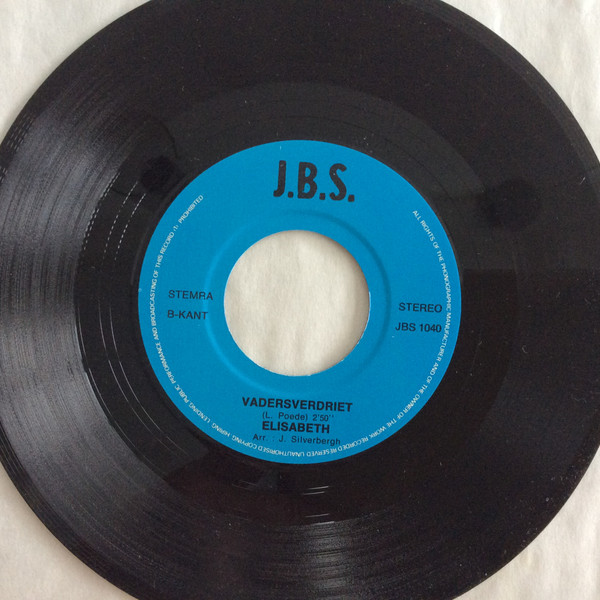 J.B.S.
STEMRA
B-KANT
STEREO
JBS 1040
VADERSVERDRIET
(L. Poede) 2'50''
ELISABETH
Arr. : J. Silverbergh
ALL RIGHTS OF THE PHONOGRAPHIC MANUFACTURER AND OF THE OWNER OF THE WORK RECORDED RESERVED UNAUTHORISED COPYING HIRING LENDING PUBLIC PERFORMANCE AND BROADCASTING OF THIS RECORD PROHIBITED